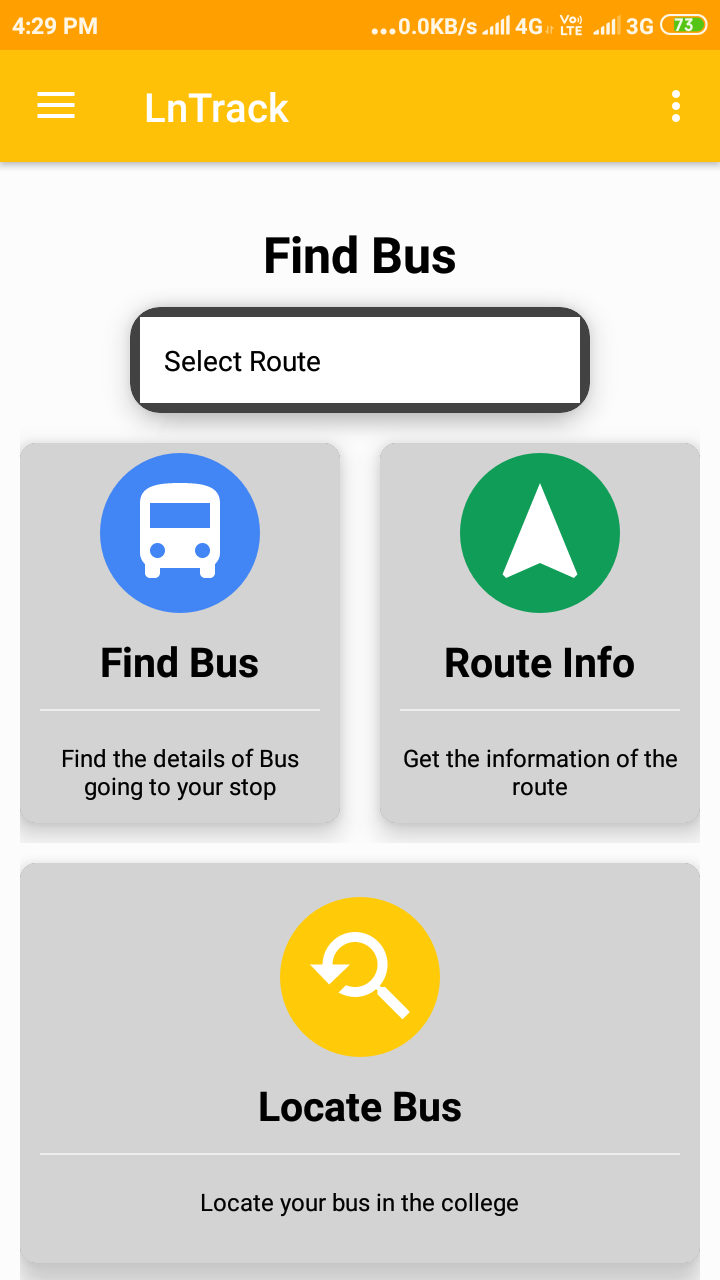 4:29 PM ...0.0KB/s 4G Vo)) LTE 3G 73
LnTrack
Find Bus
Select Route
Find Bus
Find the details of Bus
going to your stop
Route Info
Get the information of the
route
Locate Bus
Locate your bus in the college